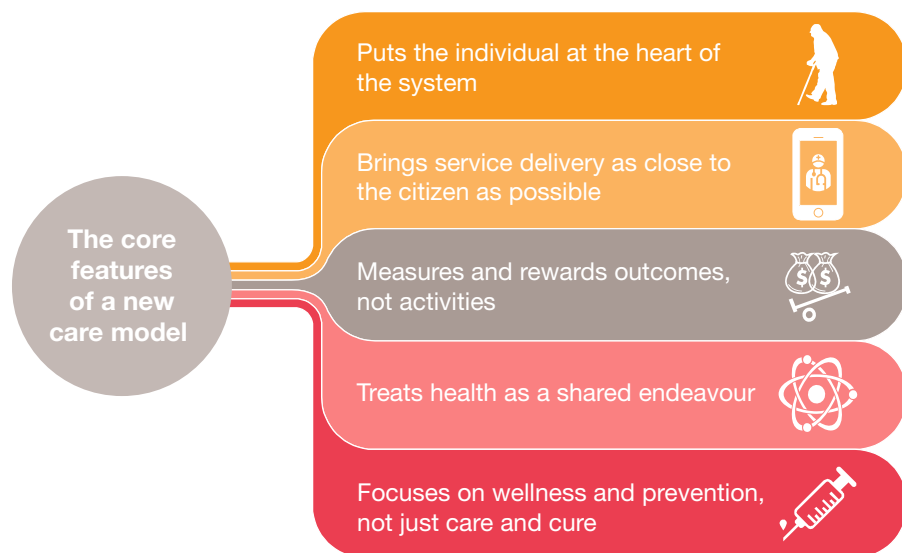 The core
features
of a new
care model
Puts the individual at the heart of
the system
Brings service delivery as close to
the citizen as possible
Measures and rewards outcomes,
not activities
$ $
Treats health as a shared endeavour
Focuses on wellness and prevention,
not just care and cure